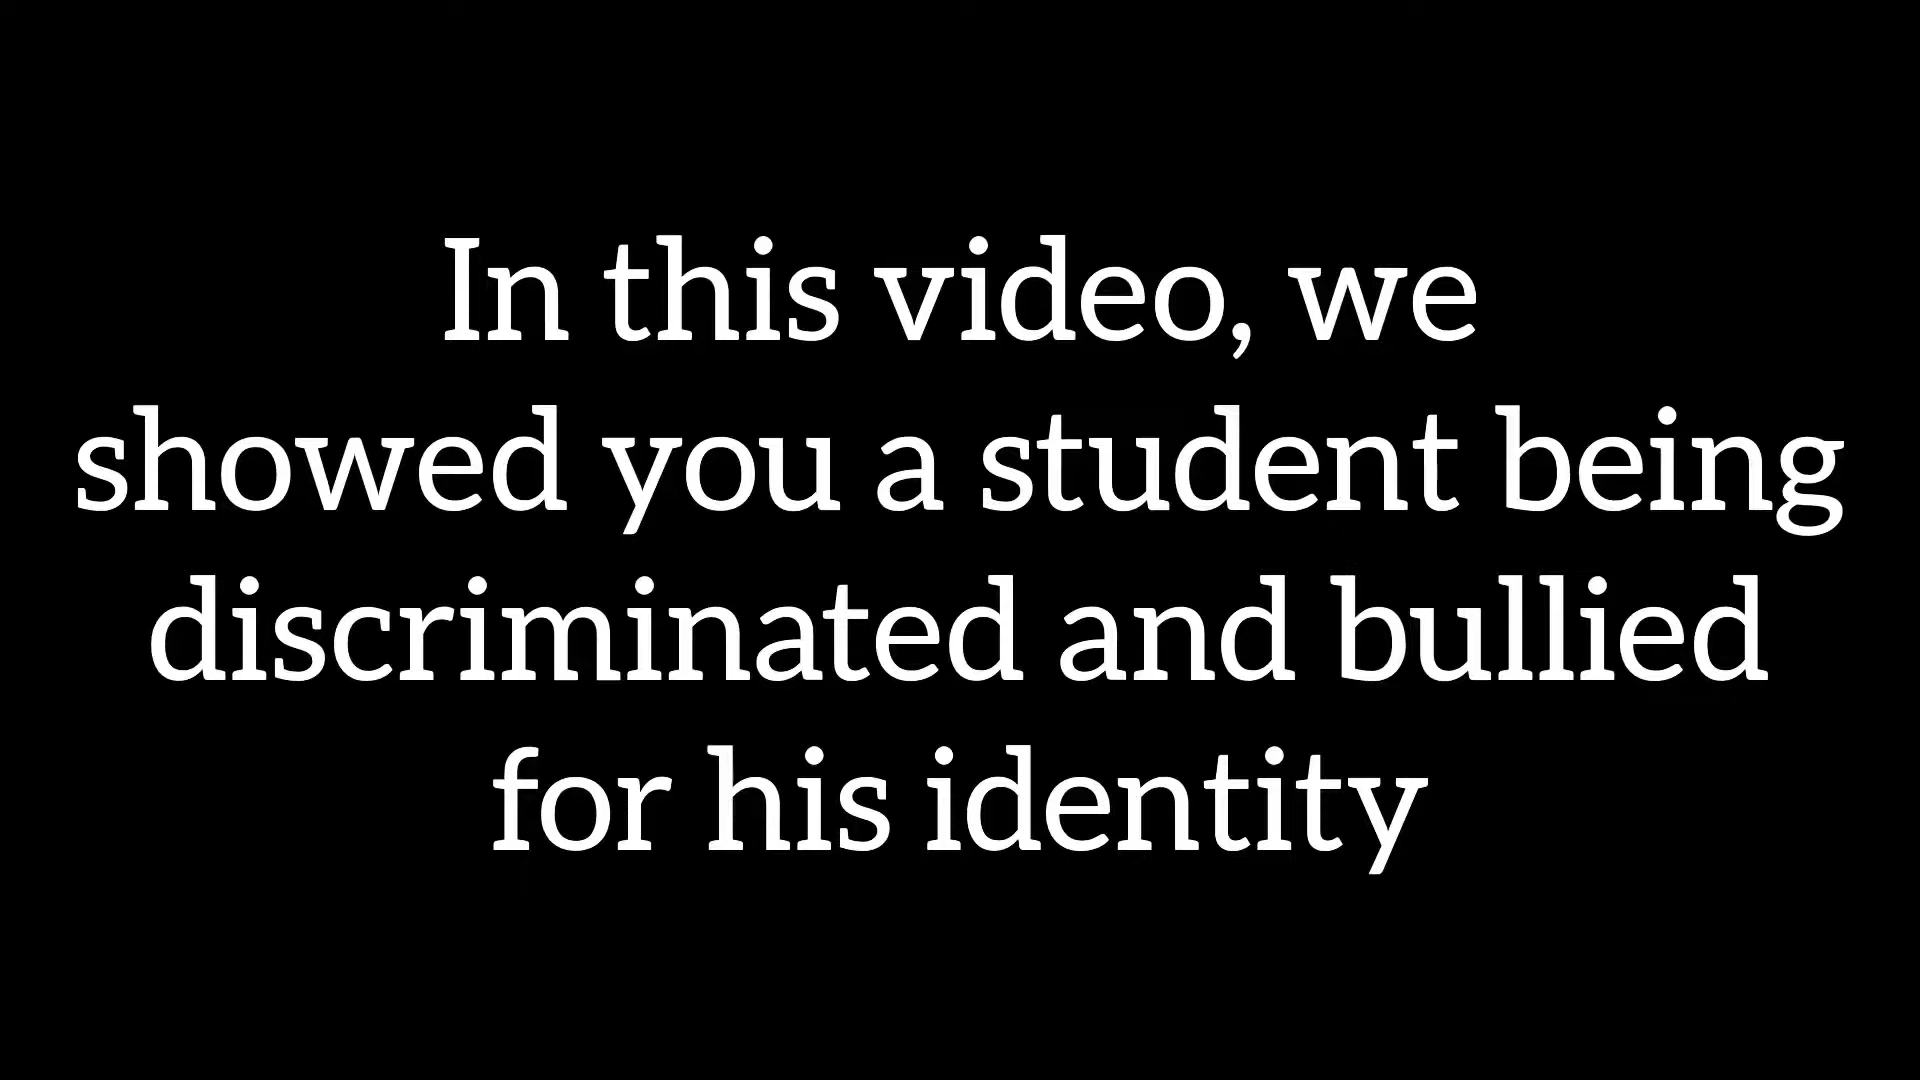 In this video, we
showed you a student being
discriminated and bullied
for his identity